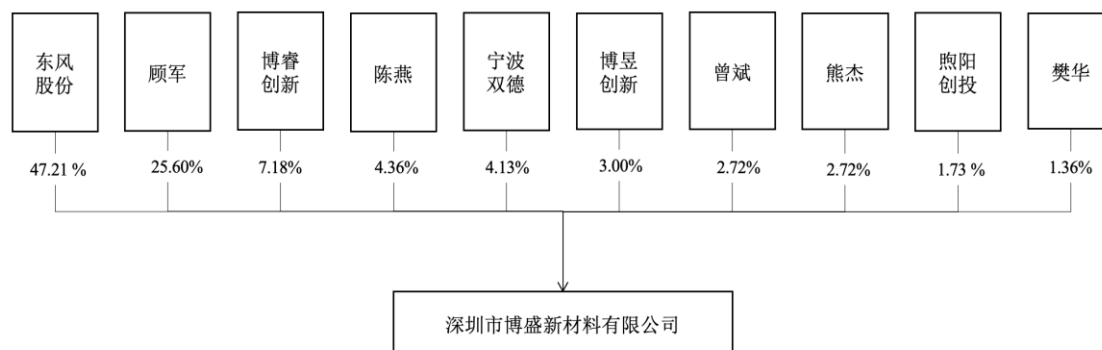 东风
股份
顾军
博睿
创新
陈燕
宁波
双德
博昱
创新
曾斌
熊杰
煦阳
创投
樊华
47.21 %
25.60%
7.18%
4.36%
4.13%
3.00%
2.72%
2.72%
1.73 %
1.36%
深圳市博盛新材料有限公司